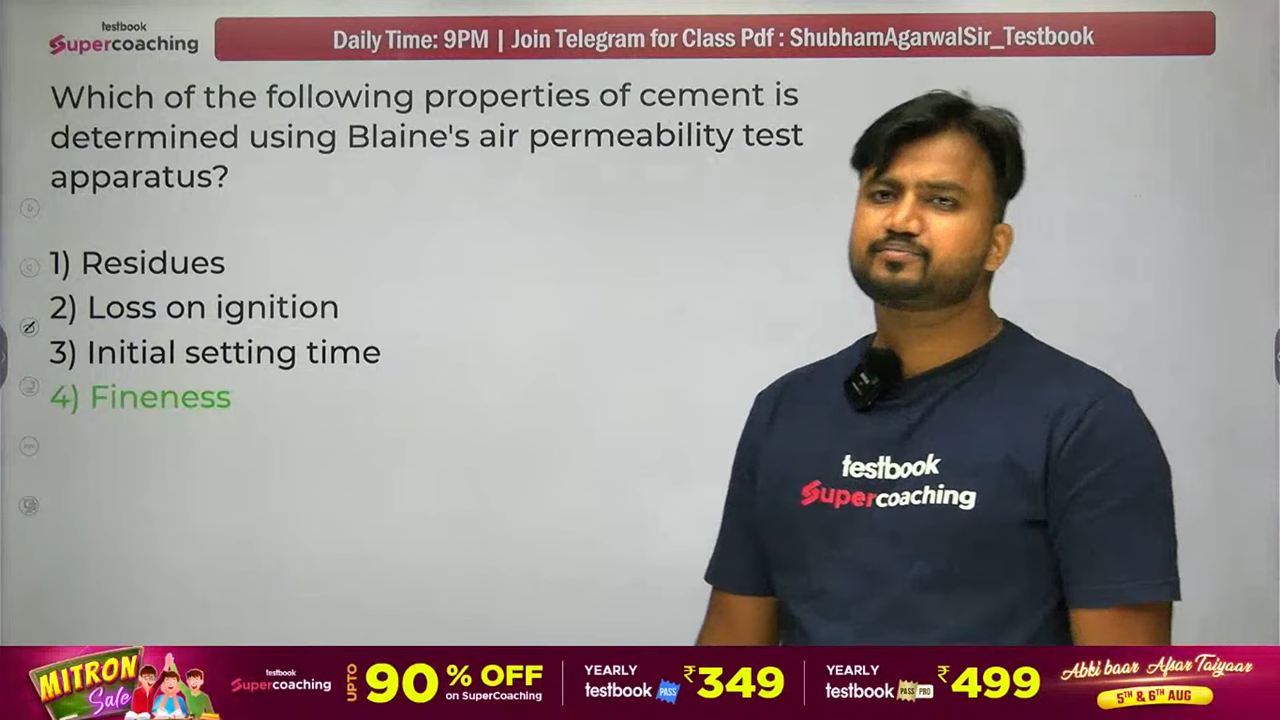 testbook
Supercoaching
Daily Time: 9PM | Join Telegram for Class Pdf : ShubhamAgarwalSir_Testbook
Which of the following properties of cement is
determined using Blaine's air permeability test
apparatus?
1) Residues
2) Loss on ignition
3) Initial setting time
4) Fineness
testbook
Supercoaching
MITRON
Sale
testbook
Supercoaching
UPTO 90% OFF
on SuperCoaching
YEARLY
testbook PASS
₹349
YEARLY
testbook PASS PRO
₹499
Abki baar Afsar Taiyaar
5TH & 6TH AUG